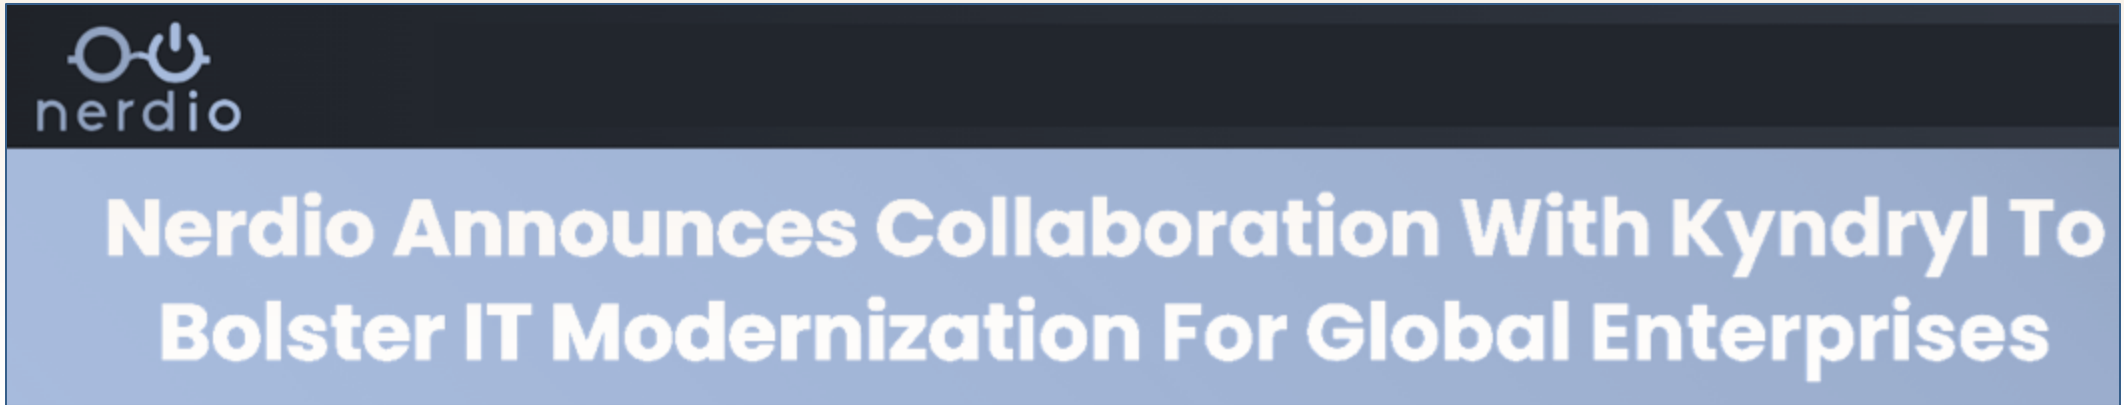 nerdio
Nerdio Announces Collaboration With Kyndryl To
Bolster IT Modernization For Global Enterprises